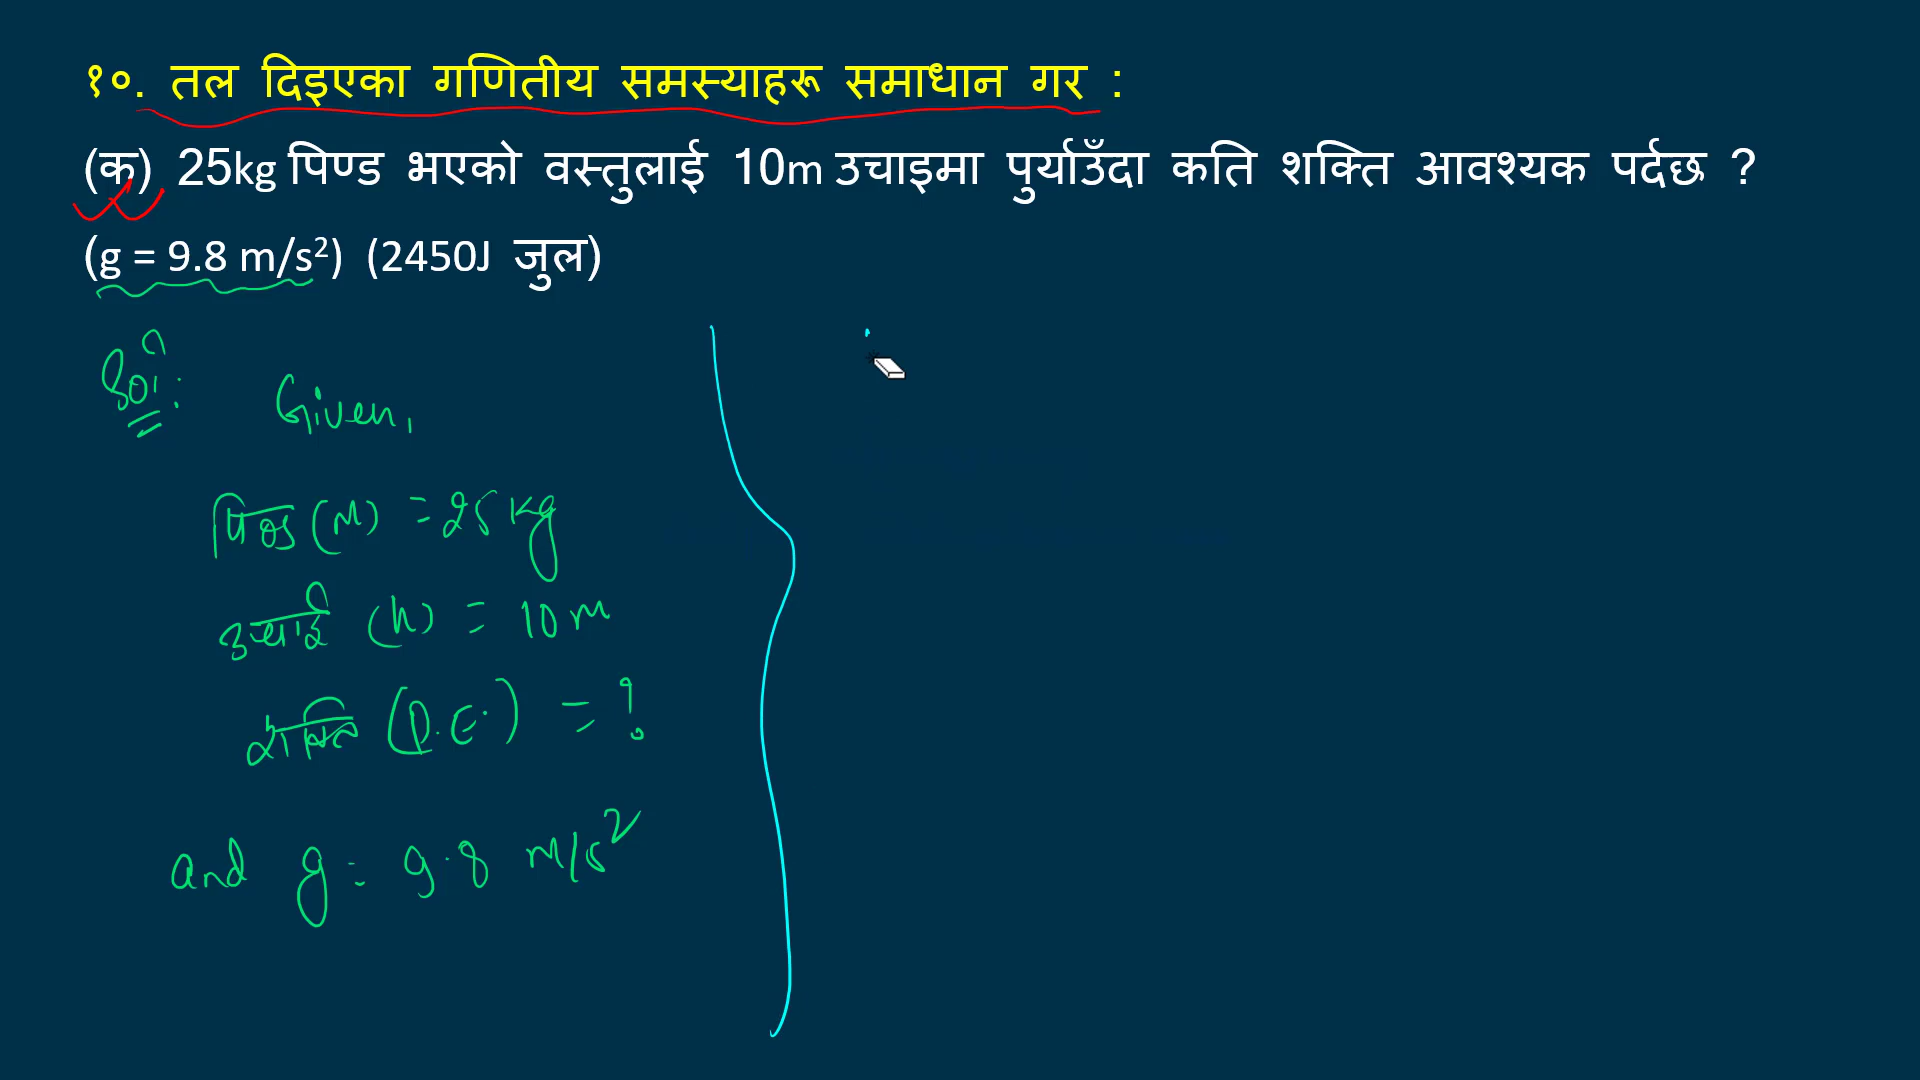 १०. तल दिइएका गणितीय समस्याहरू समाधान गर :
(क) 25kg पिण्ड भएको वस्तुलाई 10m उचाइमा पुर्याउँदा कति शक्ति आवश्यक पर्दछ ?
(g = 9.8 m/s²) (2450J जुल)
Solⁿ:
Given,
पिण्ड (m) = 25 kg
उचाई (h) = 10 m
शक्ति (P.E.) = ?
and g = 9.8 m/s²